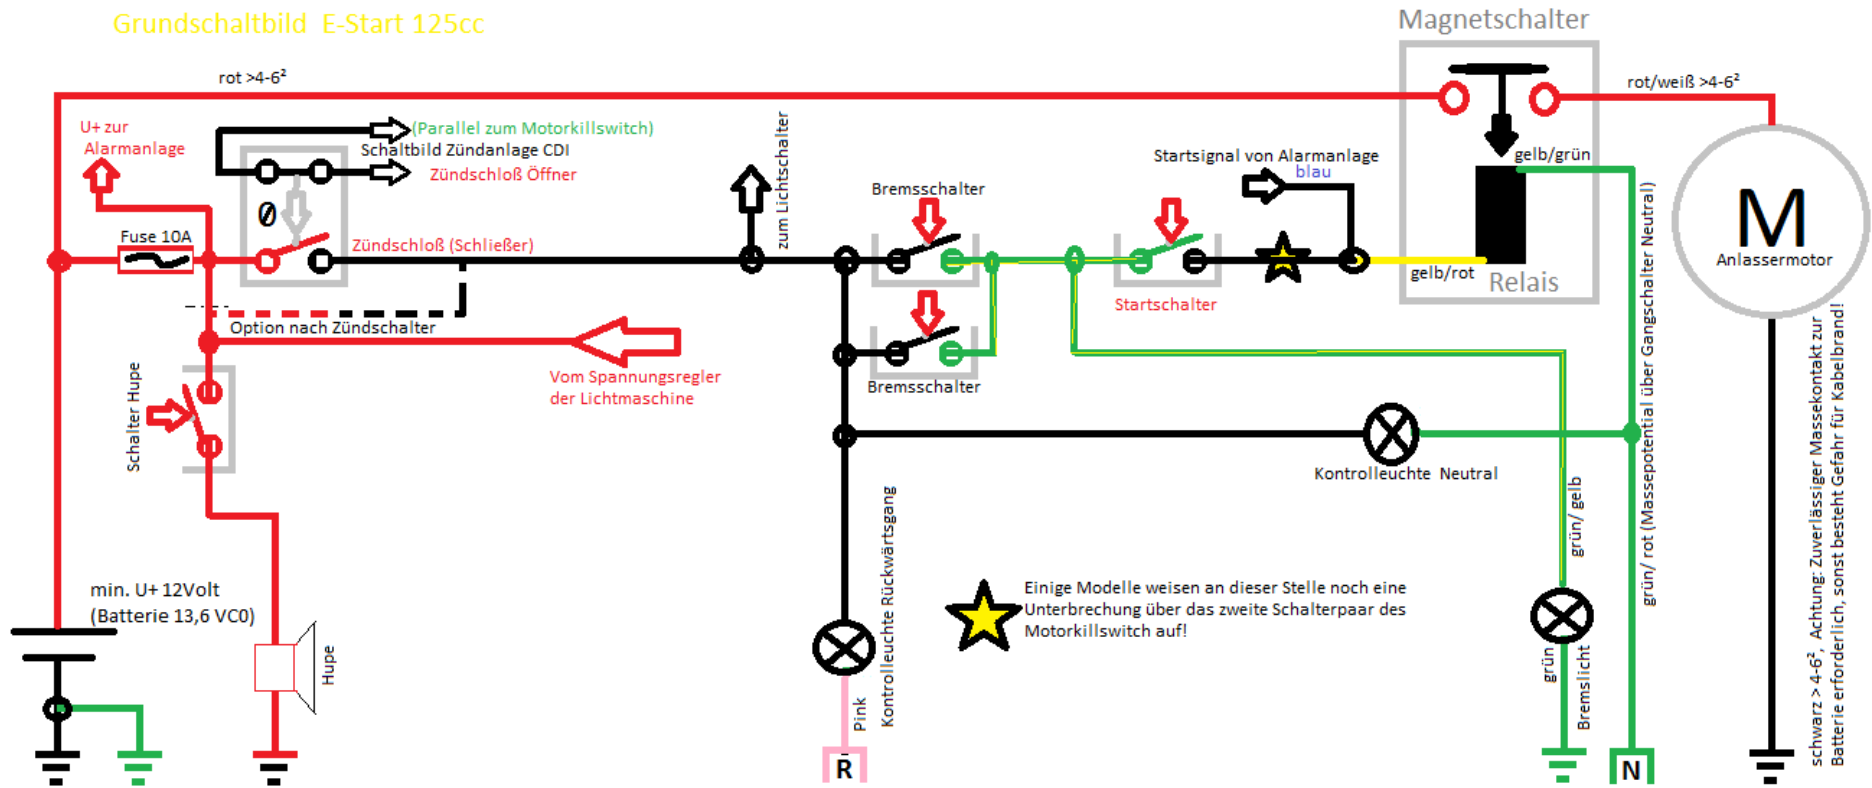 Grundschaltbild  E-Start 125cc
Magnetschalter
rot >4-6²
rot/weiß >4-6²
U+ zur
Alarmanlage
(Parallel zum Motorkillswitch)
Schaltbild Zündanlage CDI
Zündschloß Öffner
zum Lichtschalter
Startsignal von Alarmanlage
blau
gelb/grün
Bremsschalter
0
M
Anlassermotor
Fuse 10A
Zündschloß (Schließer)
gelb/rot
Relais
Startschalter
Option nach Zündschalter
Vom Spannungsregler
der Lichtmaschine
Bremsschalter
Schalter Hupe
Kontrolleuchte  Neutral
grün/ rot (Massepotential über Gangschalter Neutral)
grün/ gelb
Kontrolleuchte Rückwärtsgang
min. U+ 12Volt
(Batterie 13,6 VC0)
Hupe
Einige Modelle weisen an dieser Stelle noch eine
Unterbrechung über das zweite Schalterpaar des
Motorkillswitch auf!
grün
Bremslicht
Pink
R
N
schwarz > 4-6², Achtung: Zuverlässiger Massekontakt zur
Batterie erforderlich, sonst besteht Gefahr für Kabelbrand!